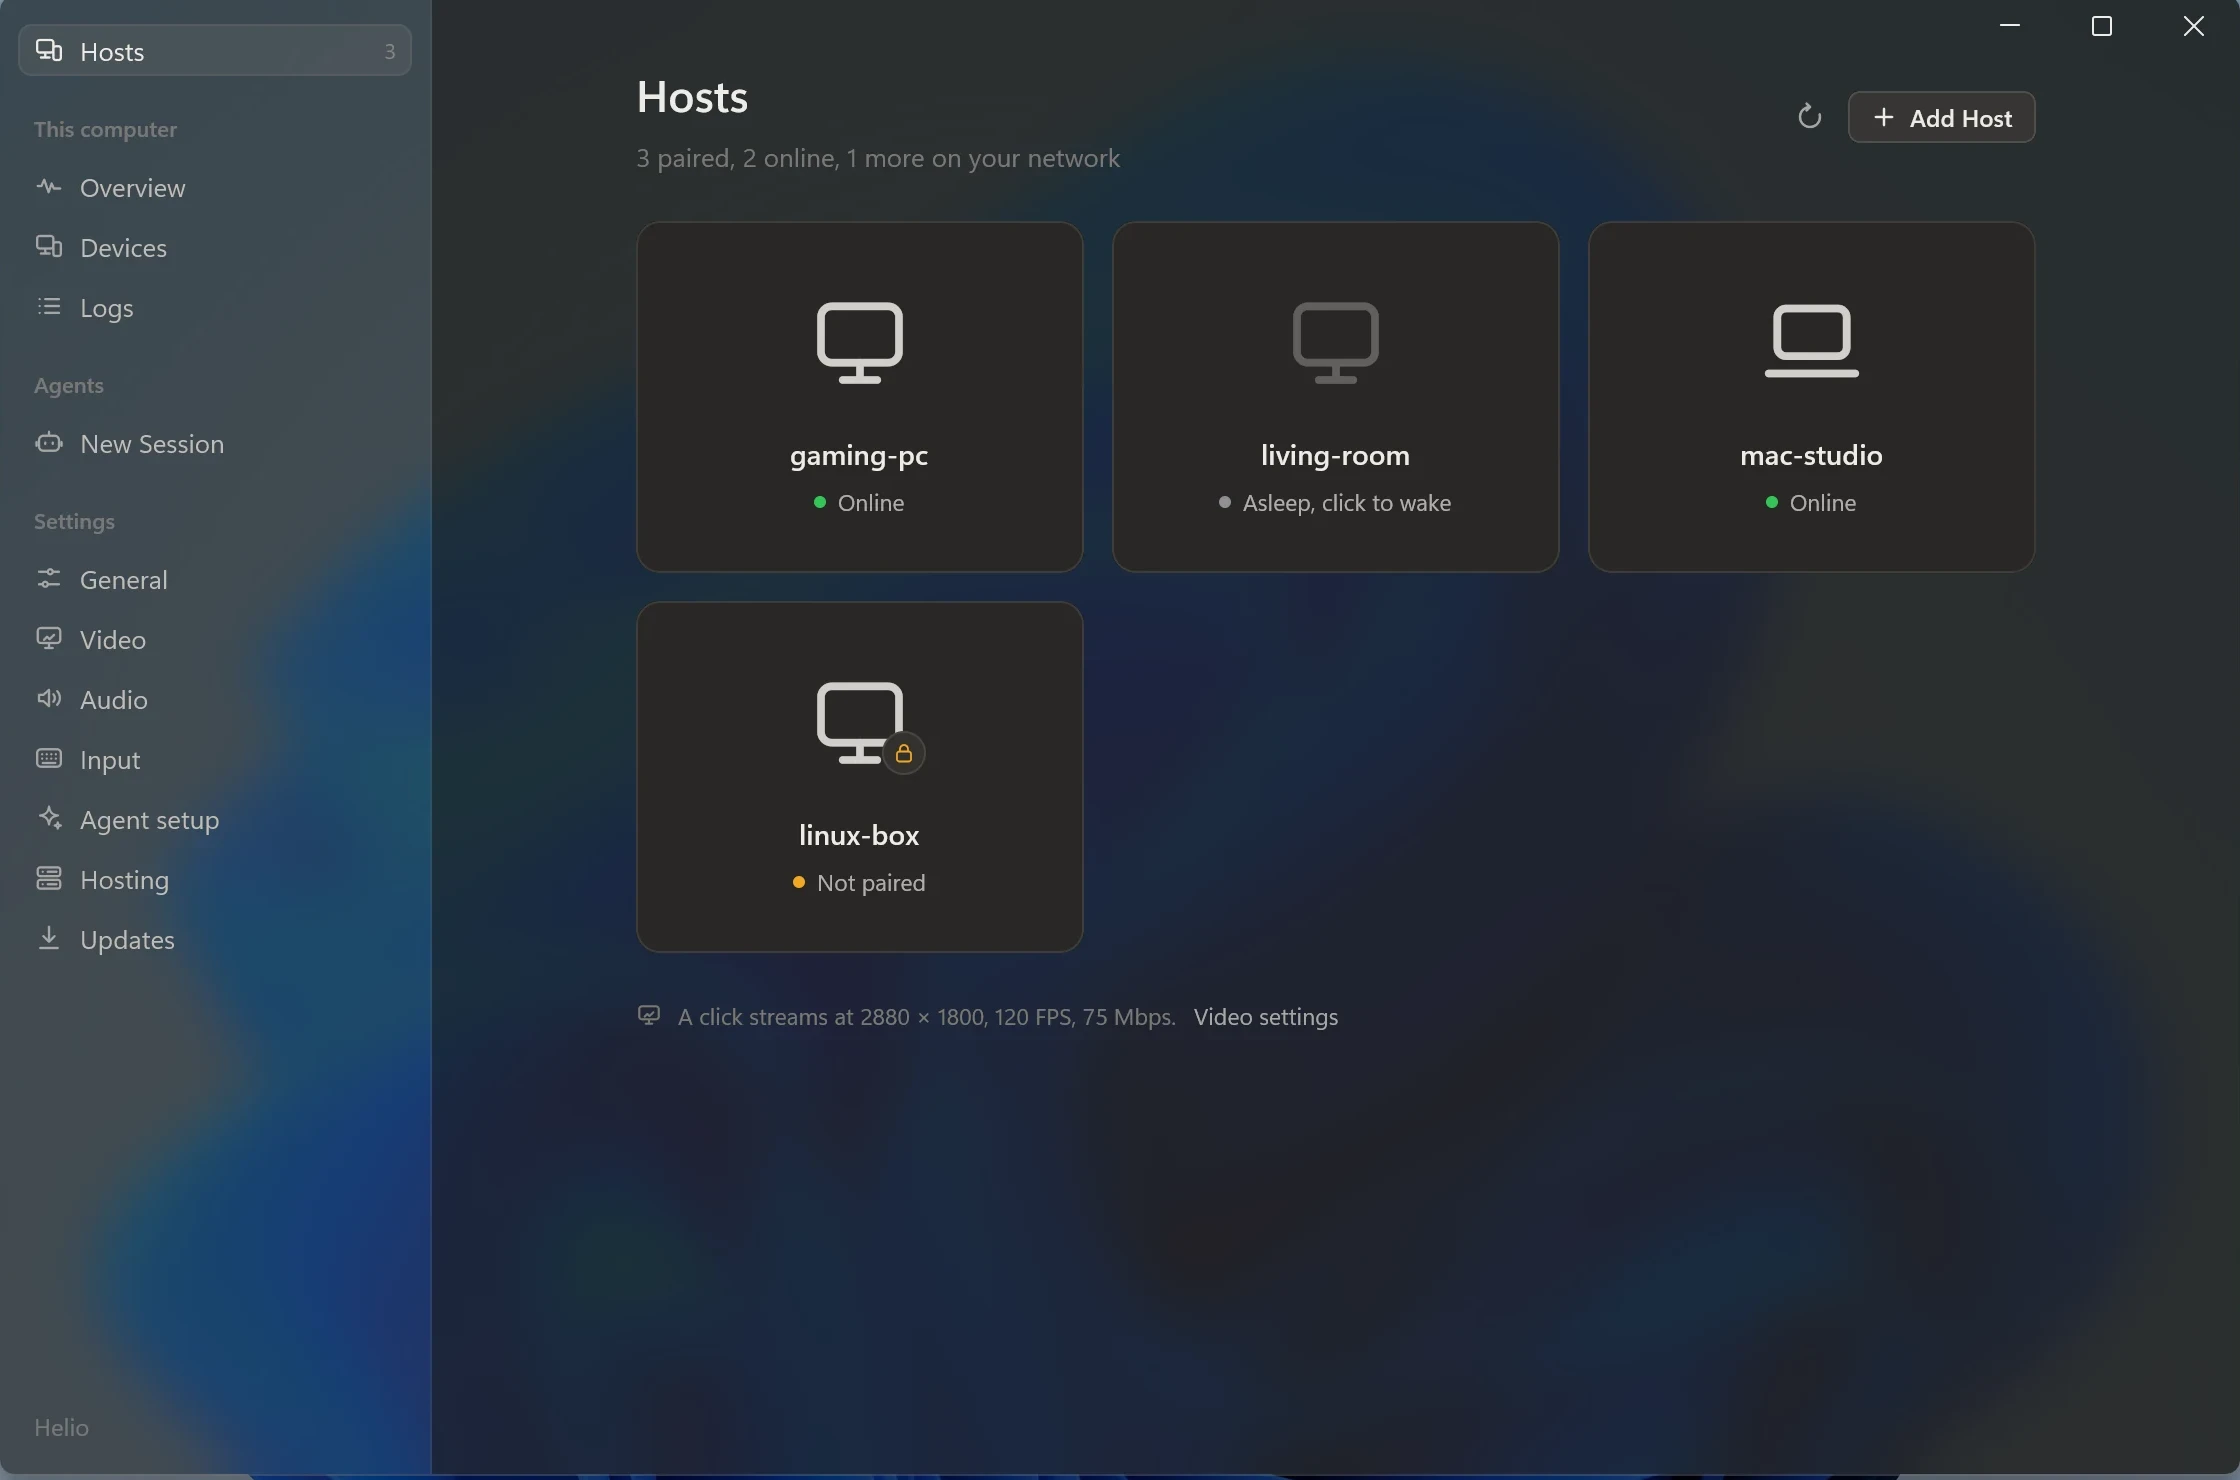 Hosts 3
This computer
Overview
Devices
Logs
Agents
New Session
Settings
General
Video
Audio
Input
Agent setup
Hosting
Updates
Helio
Hosts
3 paired, 2 online, 1 more on your network
Add Host
gaming-pc
Online
living-room
Asleep, click to wake
mac-studio
Online
linux-box
Not paired
A click streams at 2880 × 1800, 120 FPS, 75 Mbps. Video settings